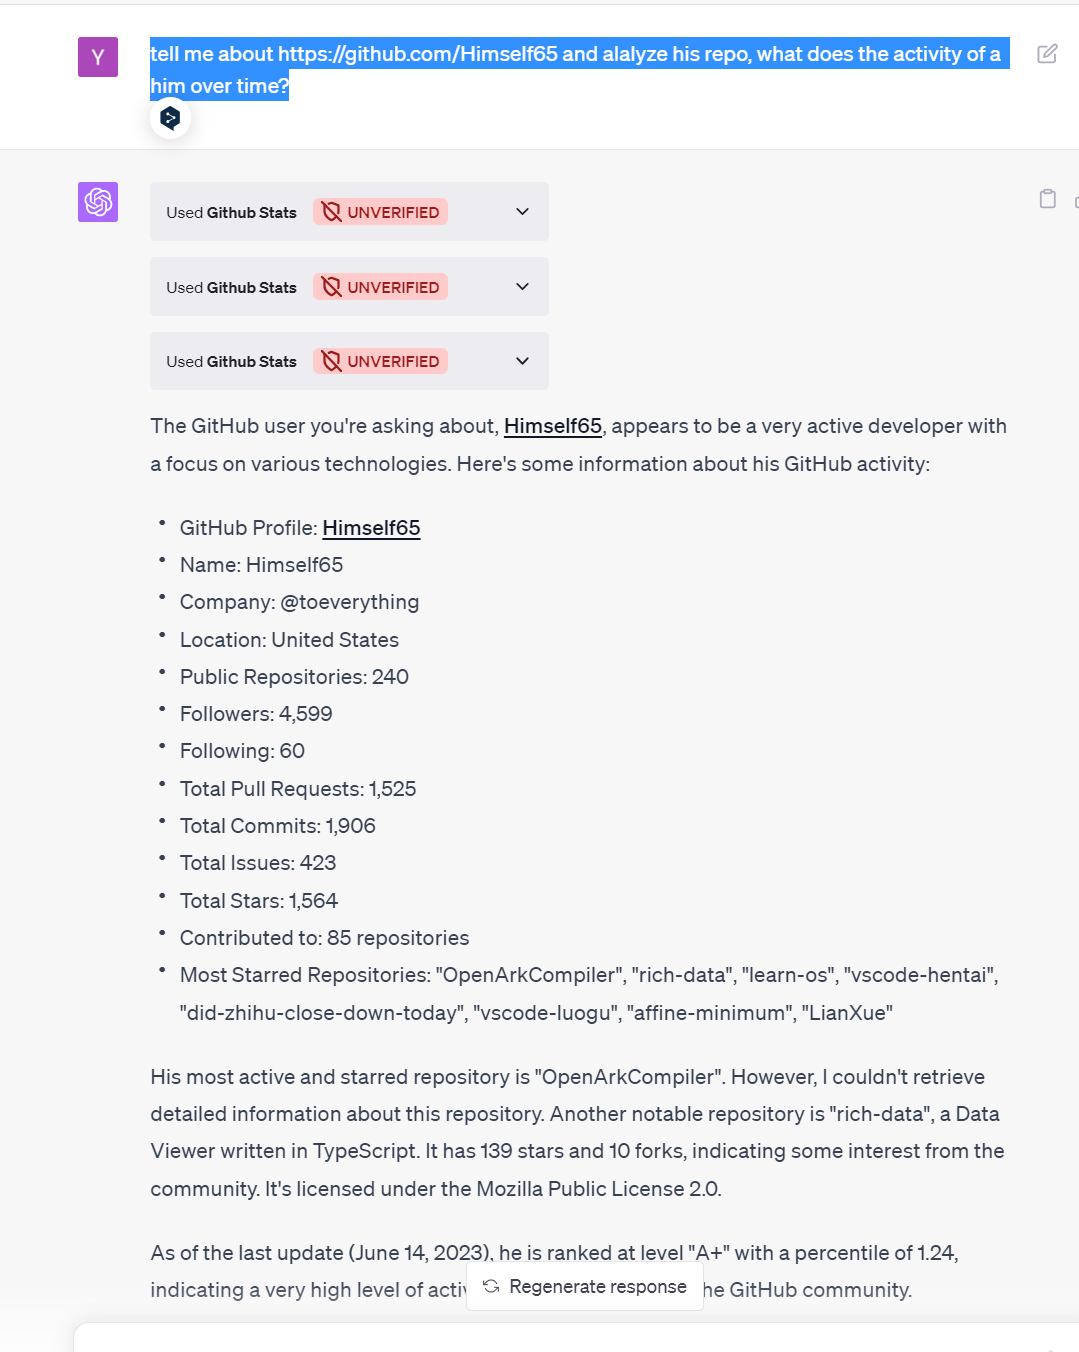 Y
tell me about https://github.com/Himself65 and alalyze his repo, what does the activity of a
him over time?
Used Github Stats UNVERIFIED
Used Github Stats UNVERIFIED
Used Github Stats UNVERIFIED
The GitHub user you're asking about, Himself65, appears to be a very active developer with
a focus on various technologies. Here's some information about his GitHub activity:
• GitHub Profile: Himself65
• Name: Himself65
• Company: @toeverything
• Location: United States
• Public Repositories: 240
• Followers: 4,599
• Following: 60
• Total Pull Requests: 1,525
• Total Commits: 1,906
• Total Issues: 423
• Total Stars: 1,564
• Contributed to: 85 repositories
• Most Starred Repositories: "OpenArkCompiler", "rich-data", "learn-os", "vscode-hentai",
"did-zhihu-close-down-today", "vscode-luogu", "affine-minimum", "LianXue"
His most active and starred repository is "OpenArkCompiler". However, I couldn't retrieve
detailed information about this repository. Another notable repository is "rich-data", a Data
Viewer written in TypeScript. It has 139 stars and 10 forks, indicating some interest from the
community. It's licensed under the Mozilla Public License 2.0.
As of the last update (June 14, 2023), he is ranked at level "A+" with a percentile of 1.24,
indicating a very high level of he GitHub community.
Regenerate response